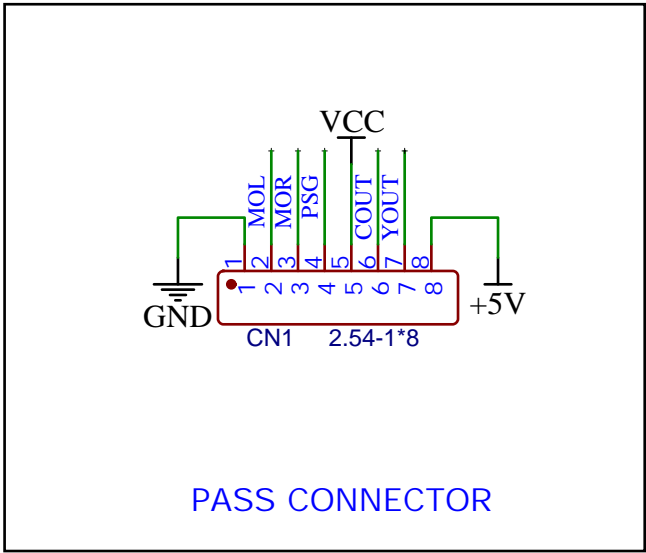 VCC
MOL MOR PSG COUT YOUT
1 2 3 4 5 6 7 8
1 2 3 4 5 6 7 8
GND +5V
CN1 2.54-1*8
PASS CONNECTOR